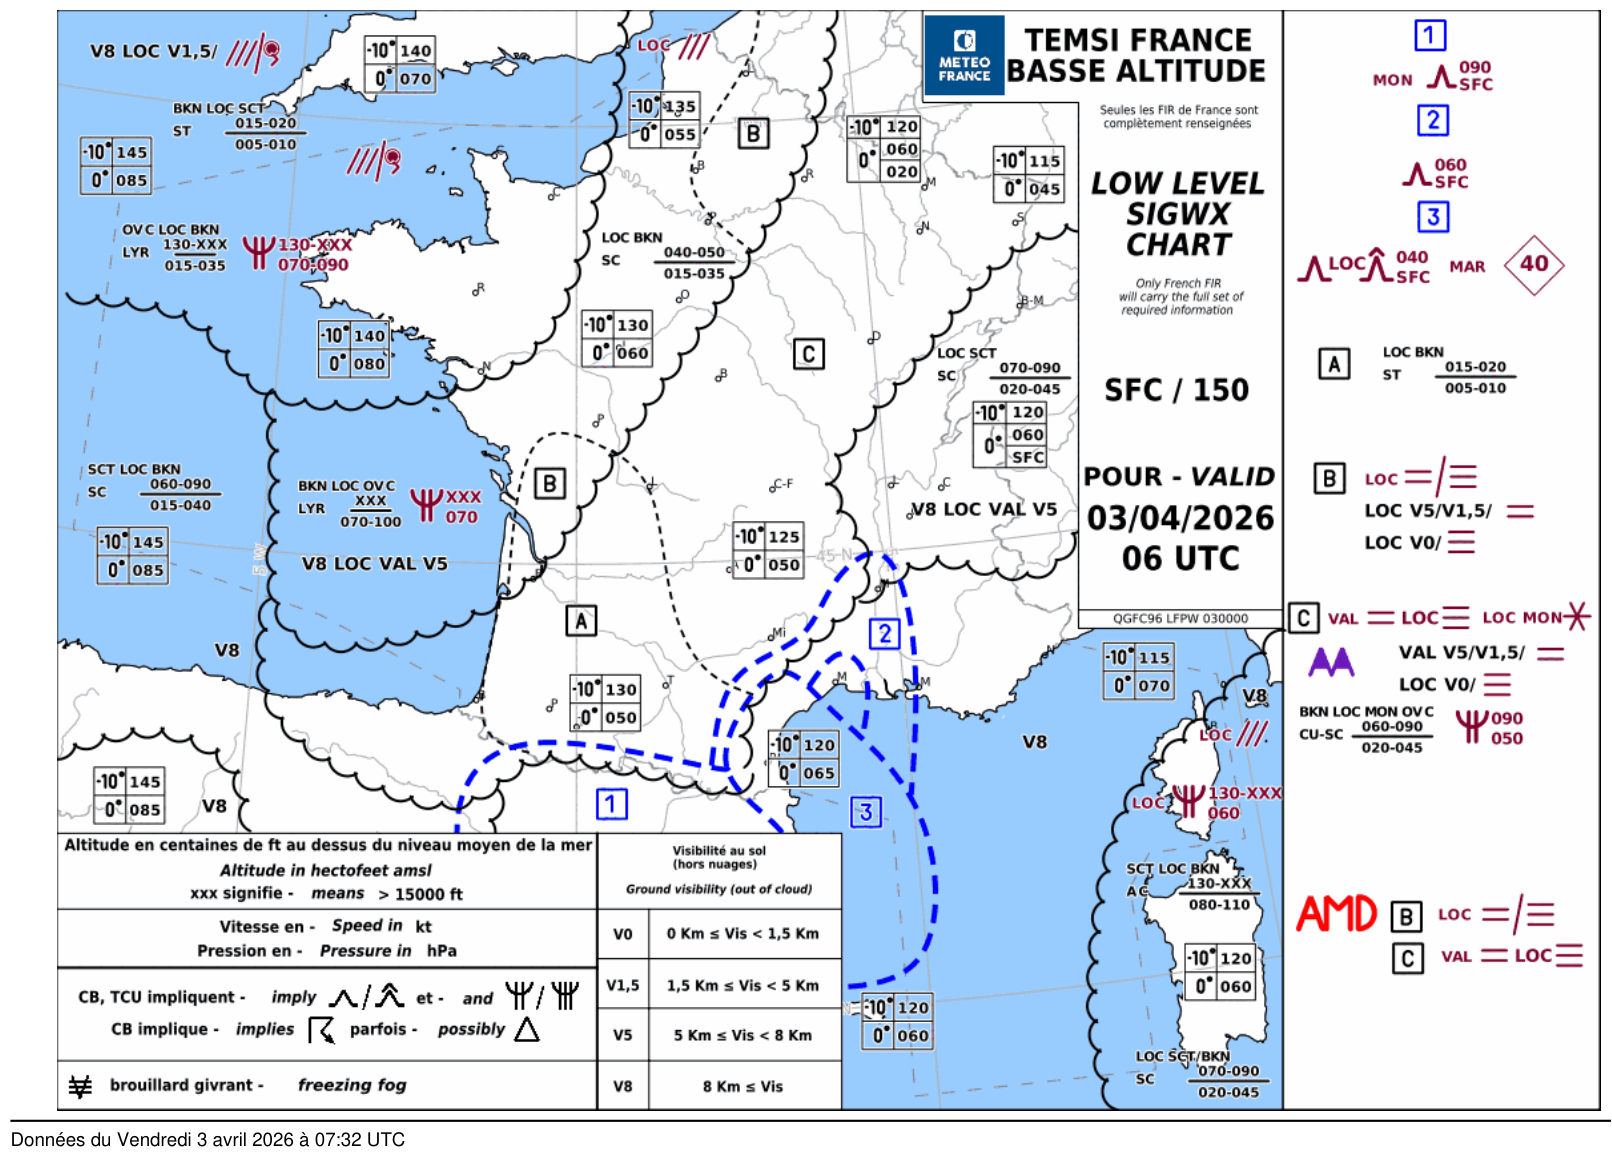 V8 LOC V1,5/
-10° 140
0° 070
BKN LOC SCT
ST 015-020
005-010
-10° 145
0° 085
OVC LOC BKN
LYR 130-XXX
015-035
130-XXX
070-090
-10° 140
0° 080
LOC
-10° 135
0° 055
B
LOC BKN
SC 040-050
015-035
-10° 130
0° 060
-10° 120
0° 060
020
-10° 115
0° 045
C
LOC SCT
SC 070-090
020-045
-10° 120
0° 060
SFC
V8 LOC VAL V5
SCT LOC BKN
SC 060-090
015-040
-10° 145
0° 085
BKN LOC OVC
LYR XXX
070-100
XXX
070
V8 LOC VAL V5
B
A
-10° 125
0° 050
45 N
5 W
V8
2
-10° 130
0° 050
-10° 120
0° 065
-10° 145
0° 085
V8
1
3
V8
-10° 115
0° 070
V8
LOC
LOC 130-XXX
060
SCT LOC BKN
AC 130-XXX
080-110
-10° 120
0° 060
-10° 120
0° 060
LOC SCT/BKN
SC 070-090
020-045
METEO
FRANCE
TEMSI FRANCE
BASSE ALTITUDE
Seules les FIR de France sont
complètement renseignées
LOW LEVEL
SIGWX
CHART
Only French FIR
will carry the full set of
required information
SFC / 150
POUR - VALID
03/04/2026
06 UTC
QGFC96 LFPW 030000
1
MON 090
SFC
2
060
SFC
3
LOC 040
SFC MAR 40
A LOC BKN
ST 015-020
005-010
B LOC
LOC V5/V1,5/
LOC V0/
C VAL LOC LOC MON
VAL V5/V1,5/
LOC V0/
BKN LOC MON OVC
CU-SC 060-090
020-045
090
050
AMD B LOC
C VAL LOC
Altitude en centaines de ft au dessus du niveau moyen de la mer
Altitude in hectofeet amsl
xxx signifie - means > 15000 ft
Vitesse en - Speed in kt
Pression en - Pressure in hPa
CB, TCU impliquent - imply / et - and /
CB implique - implies parfois - possibly
brouillard givrant - freezing fog
Visibilité au sol
(hors nuages)
Ground visibility (out of cloud)
V0 0 Km ≤ Vis < 1,5 Km
V1,5 1,5 Km ≤ Vis < 5 Km
V5 5 Km ≤ Vis < 8 Km
V8 8 Km ≤ Vis
Données du Vendredi 3 avril 2026 à 07:32 UTC